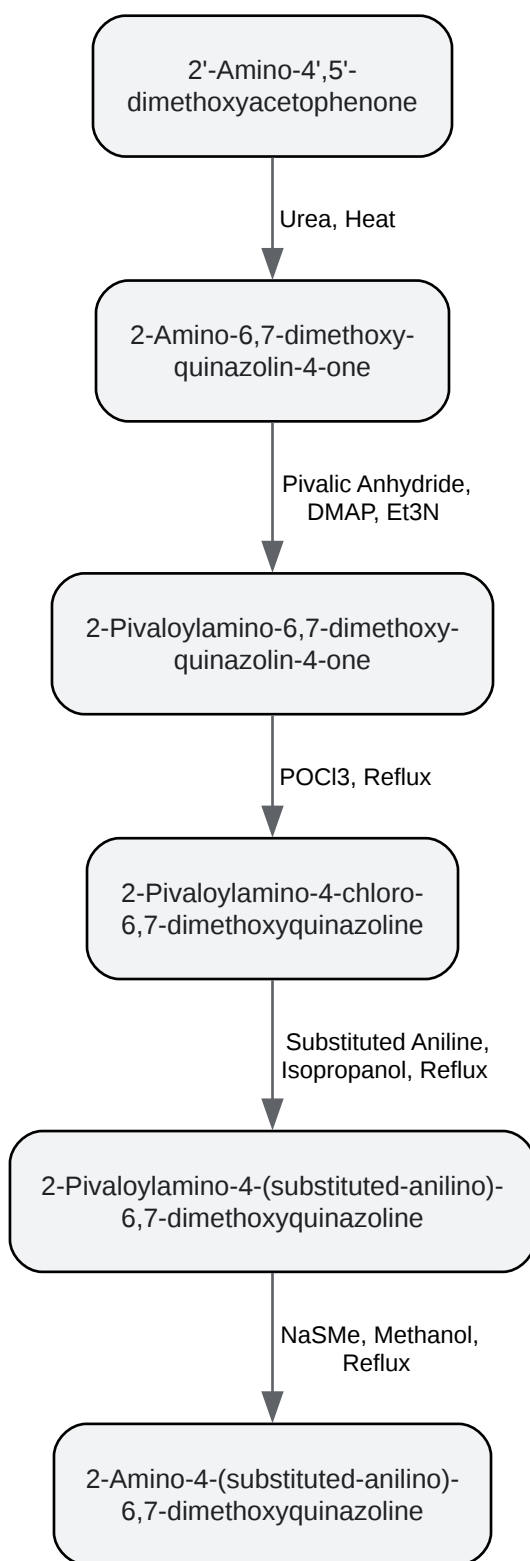 2'-Amino-4',5'-
dimethoxyacetophenone
Urea, Heat
2-Amino-6,7-dimethoxy-
quinazolin-4-one
Pivalic Anhydride,
DMAP, Et3N
2-Pivaloylamino-6,7-dimethoxy-
quinazolin-4-one
POCl3, Reflux
2-Pivaloylamino-4-chloro-
6,7-dimethoxyquinazoline
Substituted Aniline,
Isopropanol, Reflux
2-Pivaloylamino-4-(substituted-anilino)-
6,7-dimethoxyquinazoline
NaSMe, Methanol,
Reflux
2-Amino-4-(substituted-anilino)-
6,7-dimethoxyquinazoline